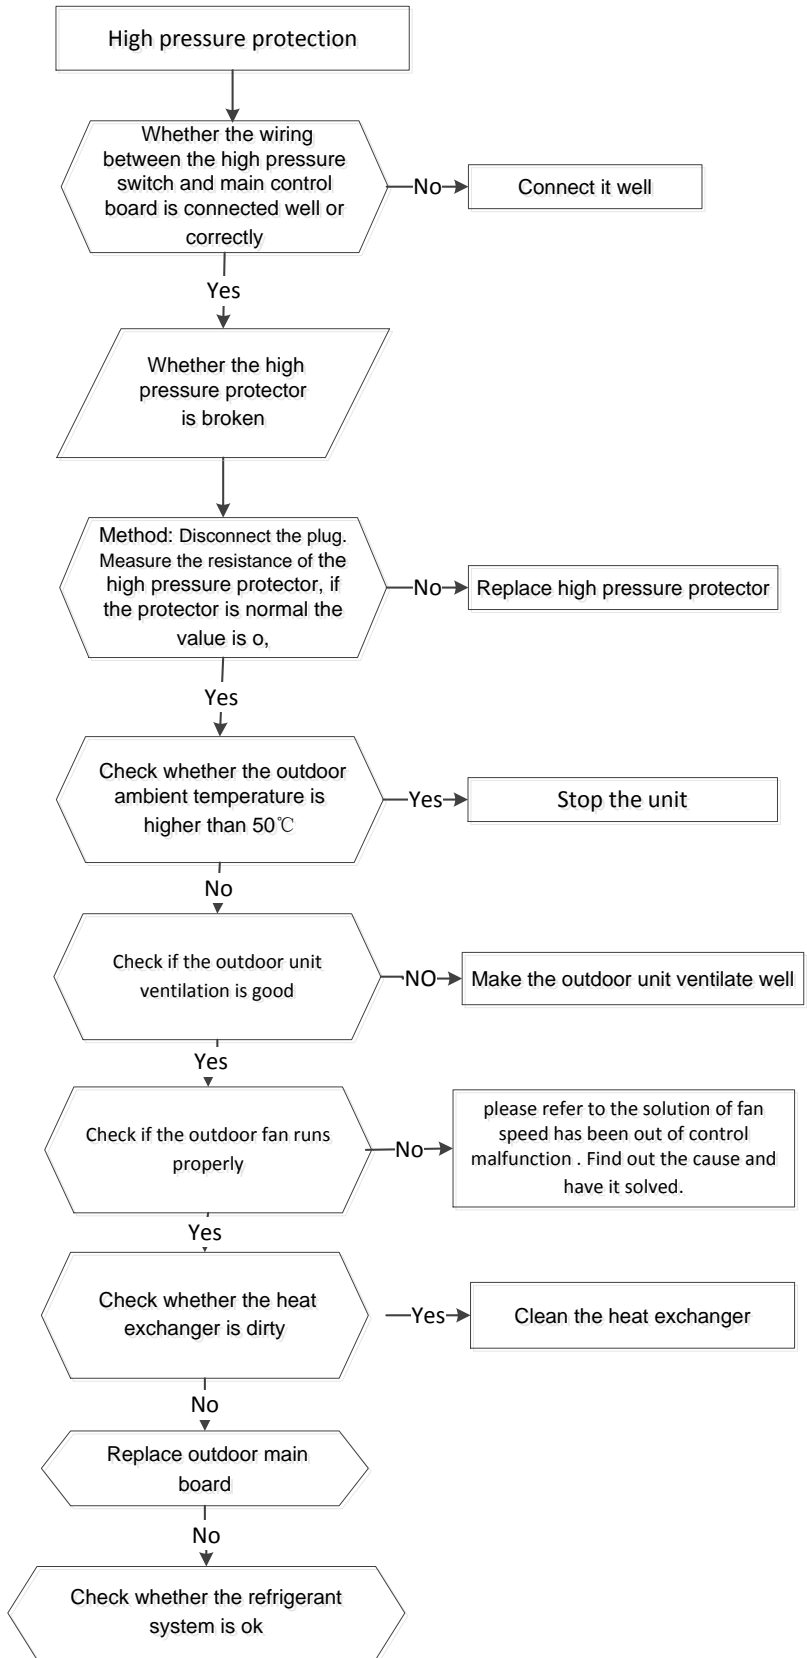 High pressure protection
Whether the wiring
between the high pressure
switch and main control
board is connected well or
correctly
No
Connect it well
Yes
Whether the high
pressure protector
is broken
Method: Disconnect the plug.
Measure the resistance of the
high pressure protector, if
the protector is normal the
value is o,
No
Replace high pressure protector
Yes
Check whether the outdoor
ambient temperature is
higher than 50℃
Yes
Stop the unit
No
Check if the outdoor unit
ventilation is good
NO
Make the outdoor unit ventilate well
Yes
Check if the outdoor fan runs
properly
No
please refer to the solution of fan
speed has been out of control
malfunction . Find out the cause and
have it solved.
Yes
Check whether the heat
exchanger is dirty
Yes
Clean the heat exchanger
No
Replace outdoor main
board
No
Check whether the refrigerant
system is ok